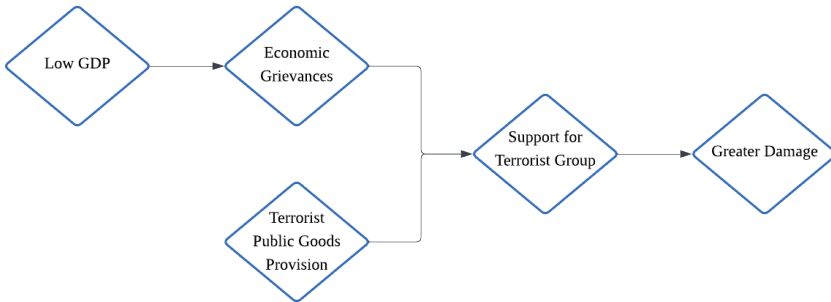 Low GDP
Economic
Grievances
Terrorist
Public Goods
Provision
Support for
Terrorist Group
Greater Damage